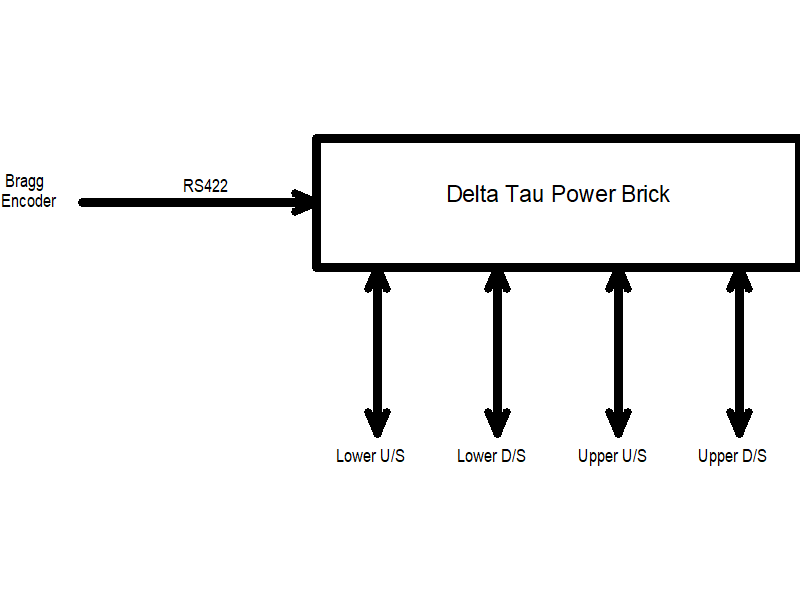 Bragg
Encoder
RS422
Delta Tau Power Brick
Lower U/S
Lower D/S
Upper U/S
Upper D/S